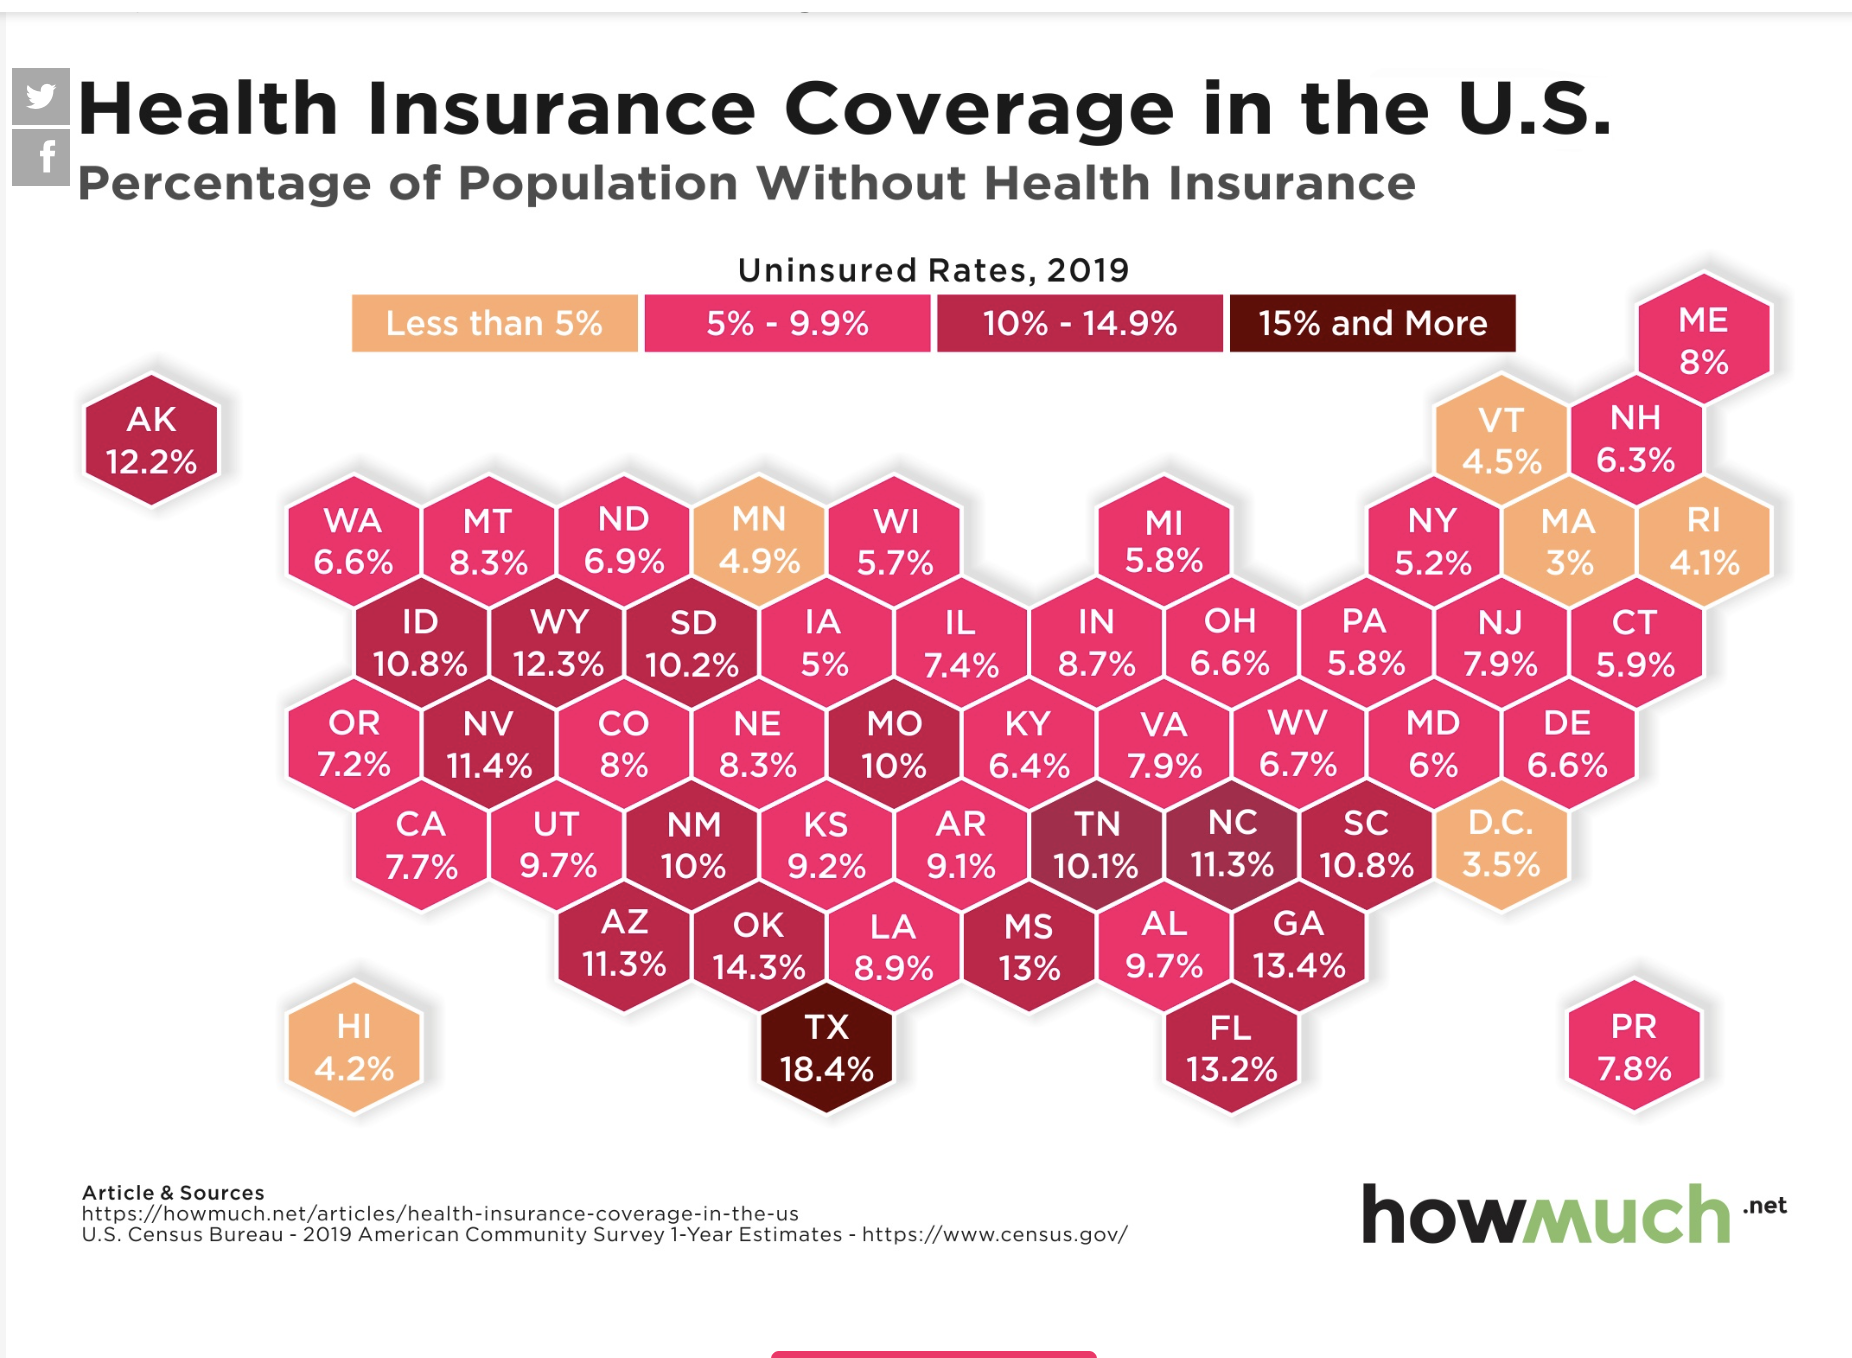 Health Insurance Coverage in the U.S.
Percentage of Population Without Health Insurance
Uninsured Rates, 2019
Less than 5%
5% - 9.9%
10% - 14.9%
15% and More
ME
8%
AK
12.2%
VT
4.5%
NH
6.3%
WA
6.6%
MT
8.3%
ND
6.9%
MN
4.9%
WI
5.7%
MI
5.8%
NY
5.2%
MA
3%
RI
4.1%
ID
10.8%
WY
12.3%
SD
10.2%
IA
5%
IL
7.4%
IN
8.7%
OH
6.6%
PA
5.8%
NJ
7.9%
CT
5.9%
OR
7.2%
NV
11.4%
CO
8%
NE
8.3%
MO
10%
KY
6.4%
VA
7.9%
WV
6.7%
MD
6%
DE
6.6%
CA
7.7%
UT
9.7%
NM
10%
KS
9.2%
AR
9.1%
TN
10.1%
NC
11.3%
SC
10.8%
D.C.
3.5%
AZ
11.3%
OK
14.3%
LA
8.9%
MS
13%
AL
9.7%
GA
13.4%
HI
4.2%
TX
18.4%
FL
13.2%
PR
7.8%
Article & Sources
https://howmuch.net/articles/health-insurance-coverage-in-the-us
U.S. Census Bureau - 2019 American Community Survey 1-Year Estimates - https://www.census.gov/
howmuch.net